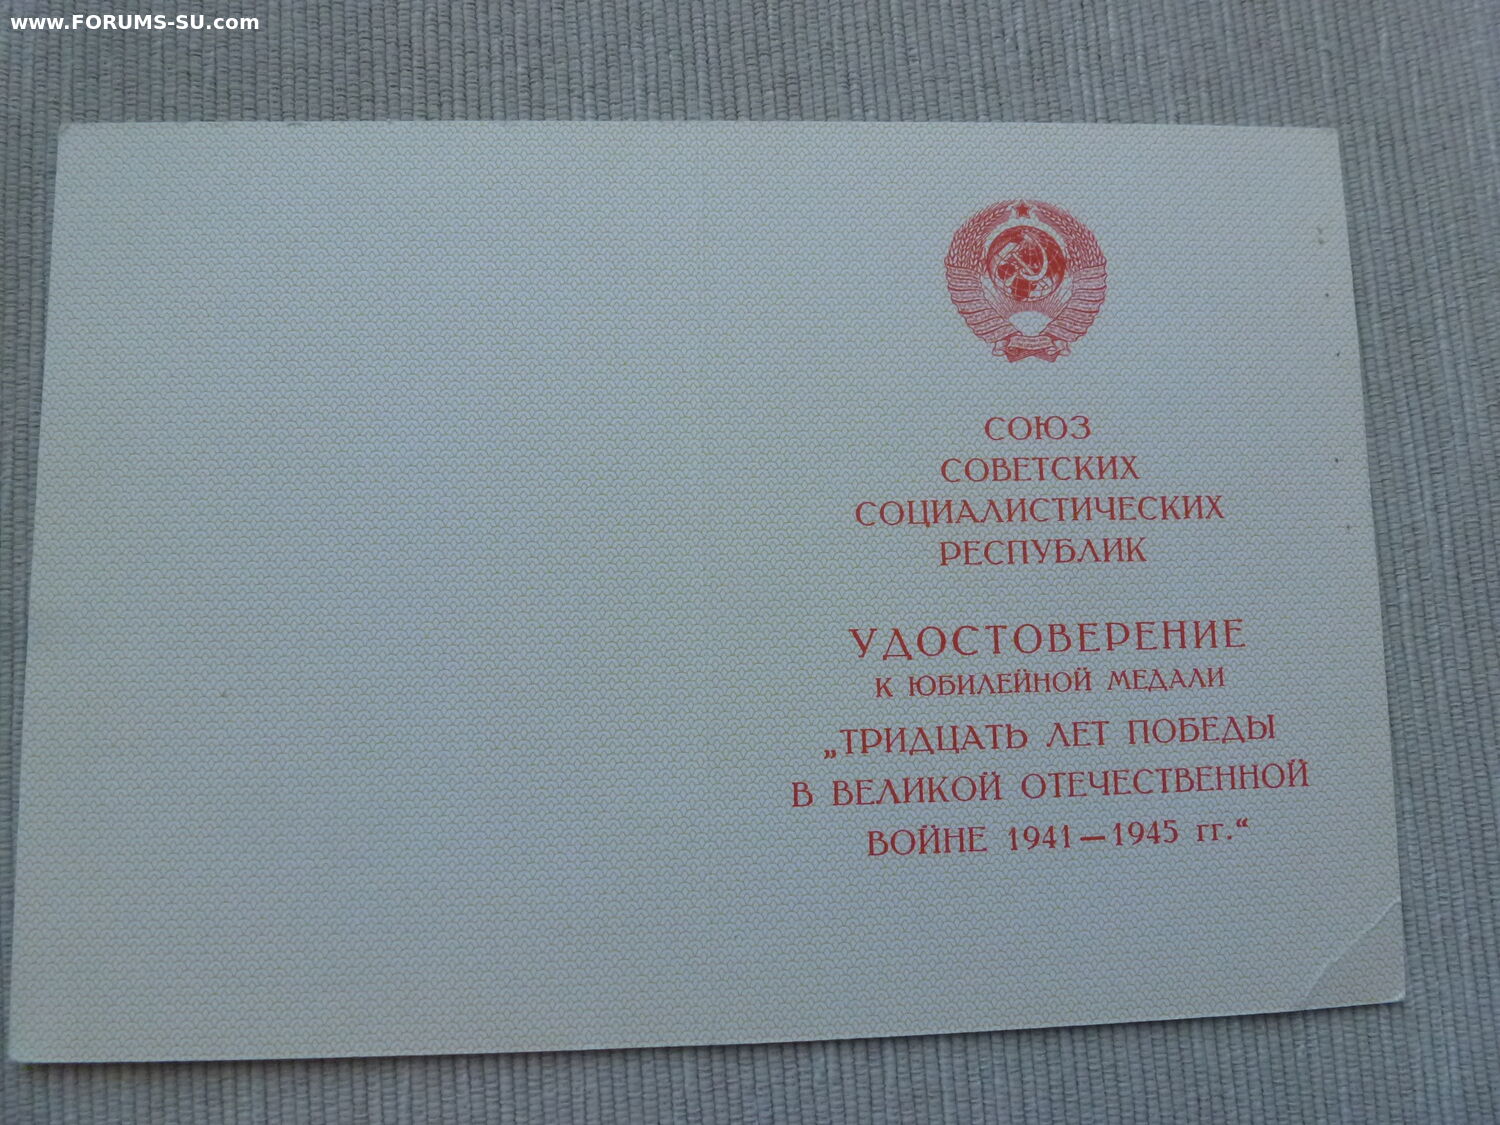 www.FORUMS-SU.com
СОЮЗ
СОВЕТСКИХ
СОЦИАЛИСТИЧЕСКИХ
РЕСПУБЛИК
УДОСТОВЕРЕНИЕ
К ЮБИЛЕЙНОЙ МЕДАЛИ
„ТРИДЦАТЬ ЛЕТ ПОБЕДЫ
В ВЕЛИКОЙ ОТЕЧЕСТВЕННОЙ
ВОЙНЕ 1941—1945 гг.“